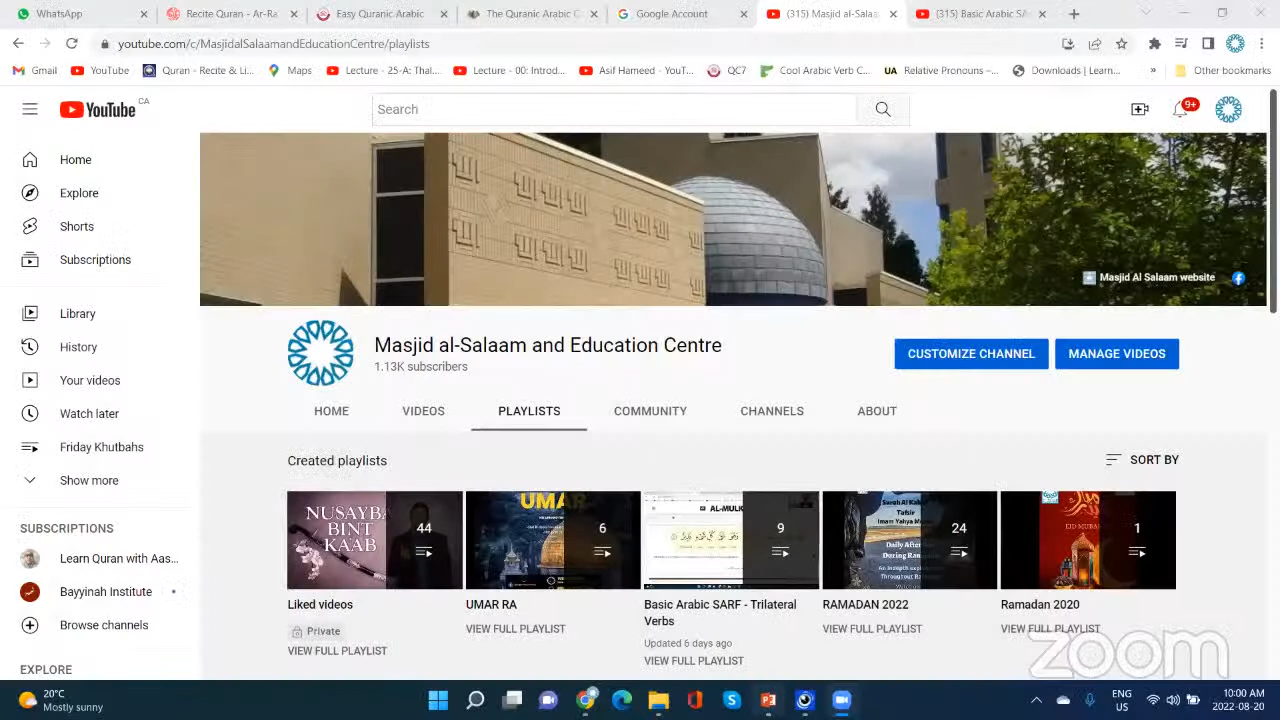 WhatsApp
Recite Quran - Ar-Ra
Easy Quranic Arabic
The Quranic Arabic C
Google Account
(315) Masjid al-Salaa
(315) Basic Arabic SA
youtube.com/c/MasjidalSalaamandEducationCentre/playlists
Gmail
YouTube
Quran - Recite & Li...
Maps
Lecture - 25-A: Thal...
Lecture - 00: Introd...
Asif Hameed - YouT...
QC7
Cool Arabic Verb C...
UA Relative Pronouns –...
Downloads | Learn...
»
Other bookmarks
YouTube CA
Search
9+
Home
Explore
Shorts
Subscriptions
Library
History
Your videos
Watch later
Friday Khutbahs
Show more
SUBSCRIPTIONS
Learn Quran with Aas...
Bayyinah Institute
Browse channels
EXPLORE
Masjid Al Salaam website
Masjid al-Salaam and Education Centre
1.13K subscribers
CUSTOMIZE CHANNEL
MANAGE VIDEOS
HOME
VIDEOS
PLAYLISTS
COMMUNITY
CHANNELS
ABOUT
Created playlists
SORT BY
NUSAYBA
BINT
KAAB
44
Liked videos
Private
VIEW FULL PLAYLIST
UMAR
6
UMAR RA
VIEW FULL PLAYLIST
AL-MULK
9
Basic Arabic SARF - Trilateral
Verbs
Updated 6 days ago
VIEW FULL PLAYLIST
Tafsir
24
RAMADAN 2022
VIEW FULL PLAYLIST
EID MUBA
1
Ramadan 2020
VIEW FULL PLAYLIST
zoom
20°C
Mostly sunny
ENG
US
10:00 AM
2022-08-20